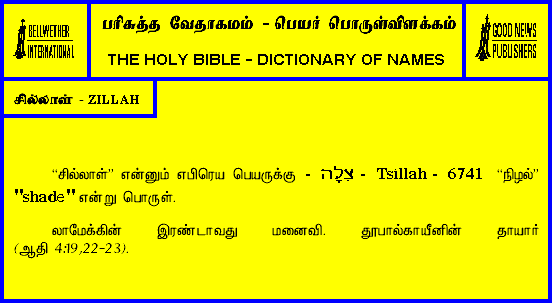 BELLWETHER
INTERNATIONAL
பரிசுத்த வேதாகமம் - பெயர் பொருள்விளக்கம்
THE HOLY BIBLE - DICTIONARY OF NAMES
GOOD NEWS
PUBLISHERS
சில்லாள் - ZILLAH
“சில்லாள்” என்னும் எபிரெய பெயருக்கு - צִלָּה - Tsillah - 6741 “நிழல்”
"shade" என்று பொருள்.
லாமேக்கின் இரண்டாவது மனைவி. தூபால்காயீனின் தாயார்
(ஆதி 4:19,22-23).